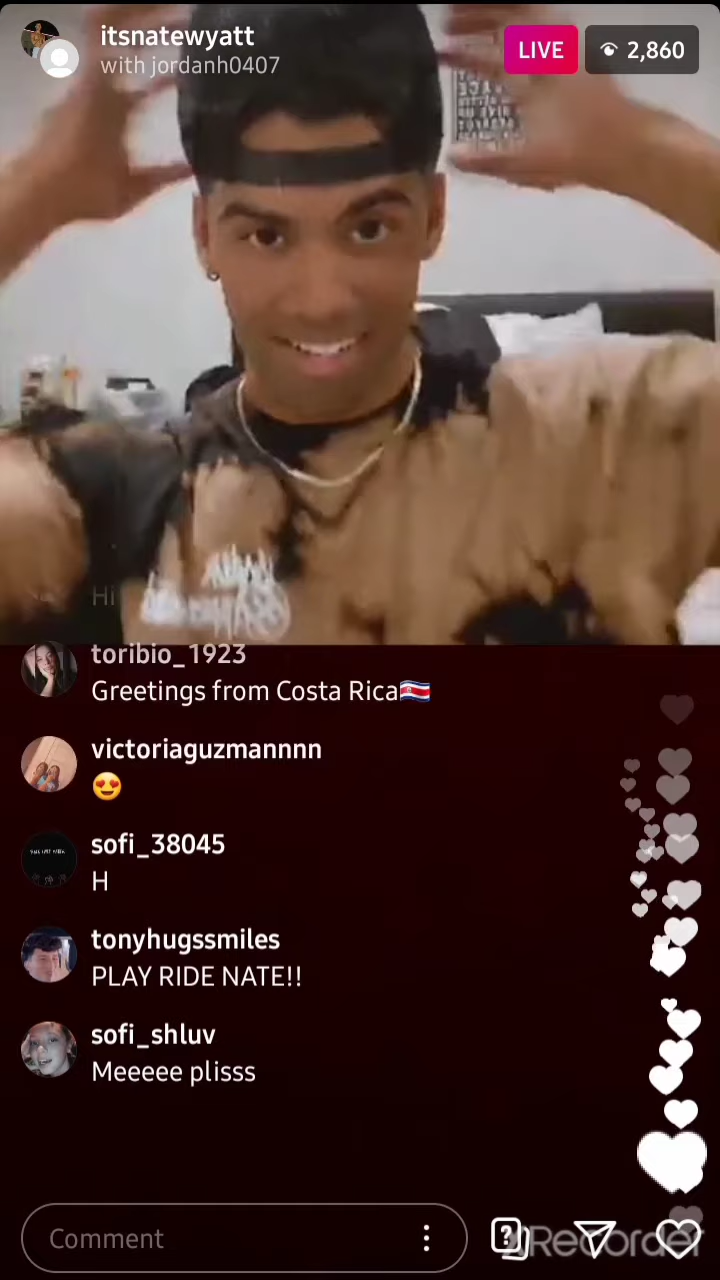 itsnatewyatt
with jordanh0407
LIVE
2,860
Hi
toribio_1923
Greetings from Costa Rica🇨🇷
victoriaguzmannnn
😍
sofi_38045
H
tonyhugssmiles
PLAY RIDE NATE!!
sofi_shluv
Meeeee plisss
Comment
Recorder